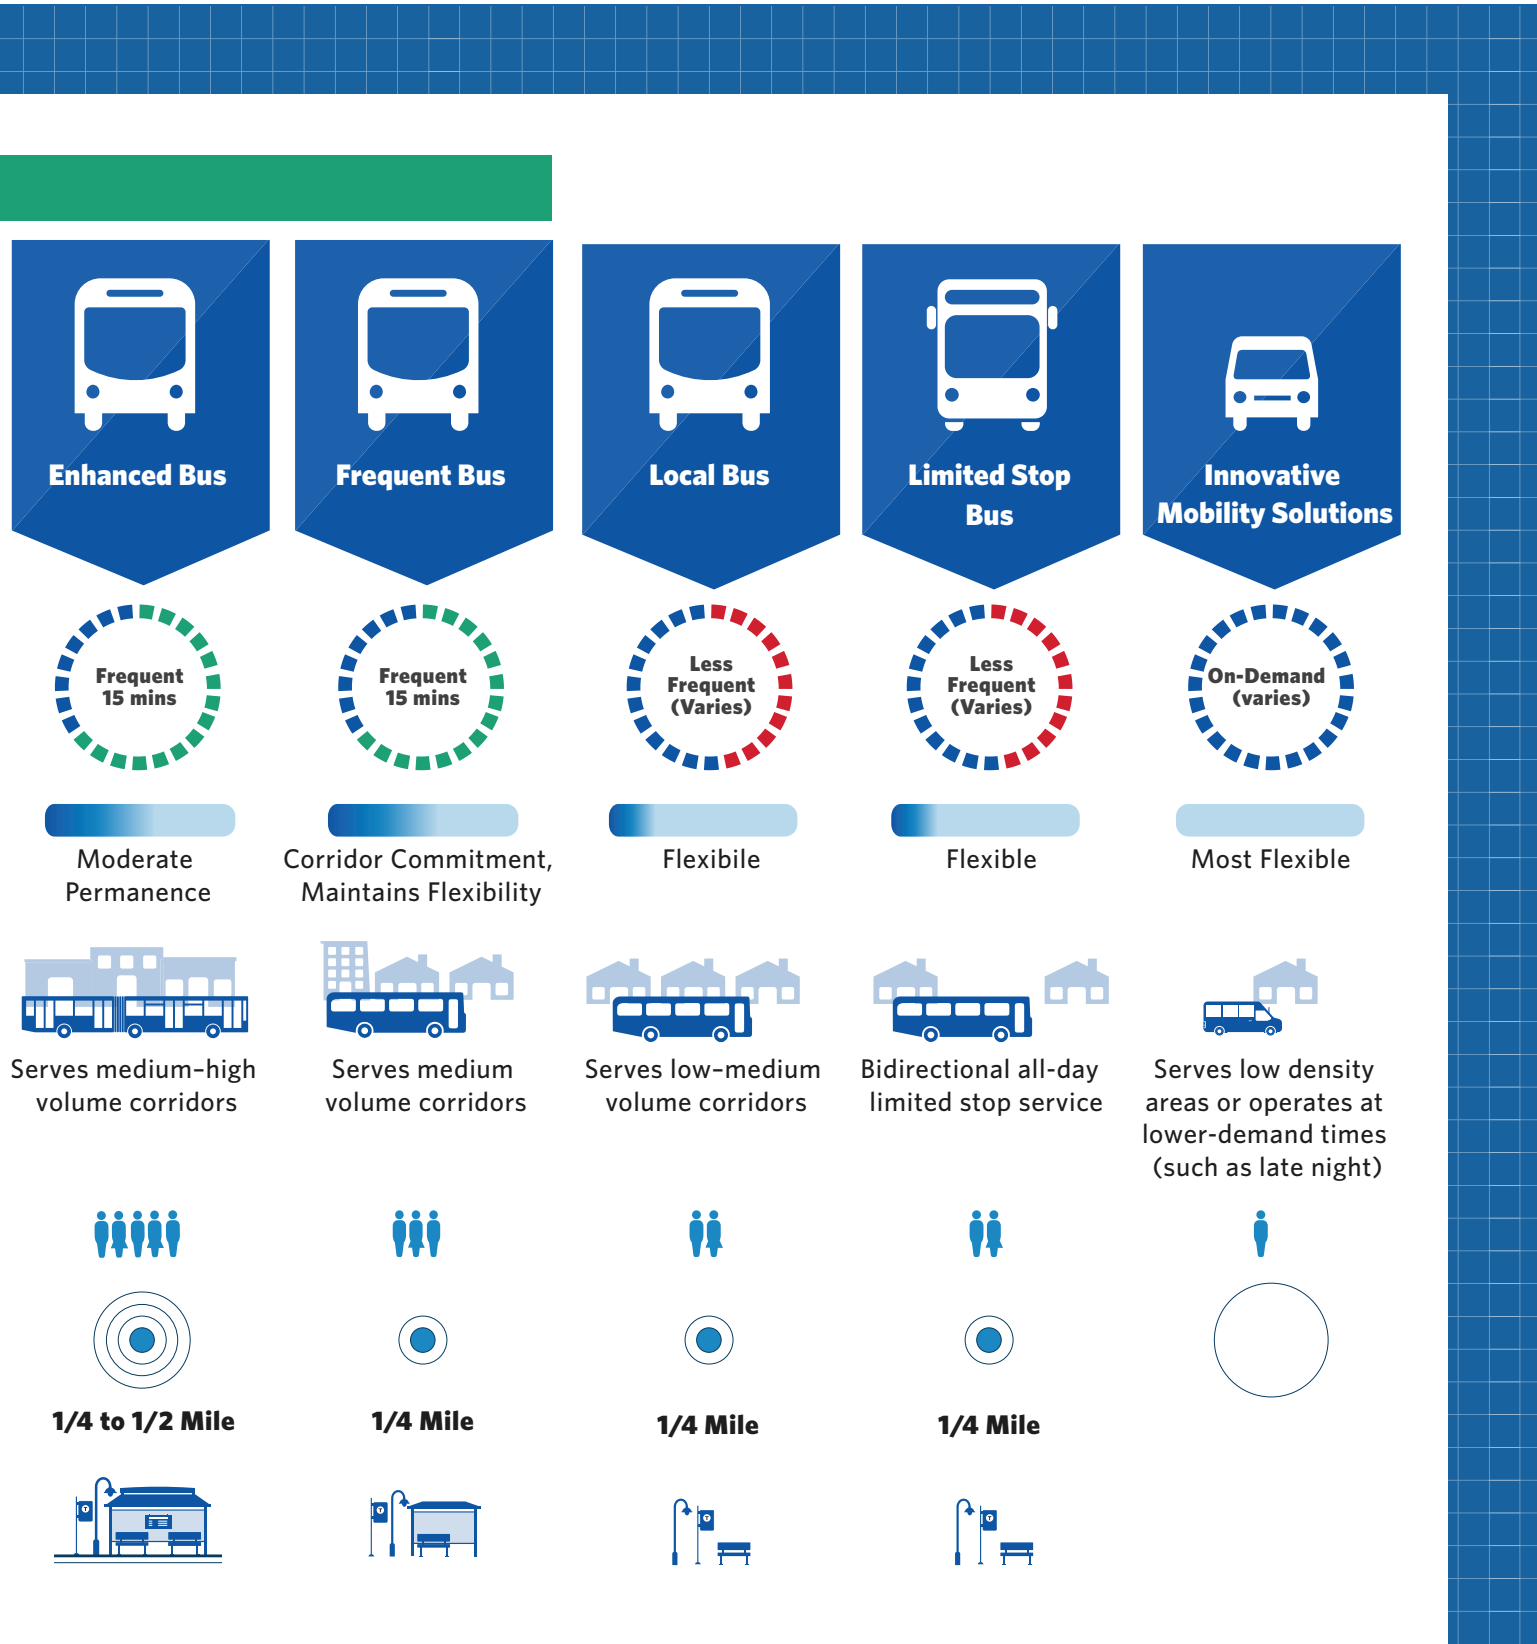 Enhanced Bus
Frequent Bus
Local Bus
Limited Stop
Bus
Innovative
Mobility Solutions
Frequent
15 mins
Frequent
15 mins
Less
Frequent
(Varies)
Less
Frequent
(Varies)
On-Demand
(varies)
Moderate
Permanence
Corridor Commitment,
Maintains Flexibility
Flexibile
Flexible
Most Flexible
Serves medium–high
volume corridors
Serves medium
volume corridors
Serves low–medium
volume corridors
Bidirectional all-day
limited stop service
Serves low density
areas or operates at
lower-demand times
(such as late night)
1/4 to 1/2 Mile
1/4 Mile
1/4 Mile
1/4 Mile
T
T
T
T